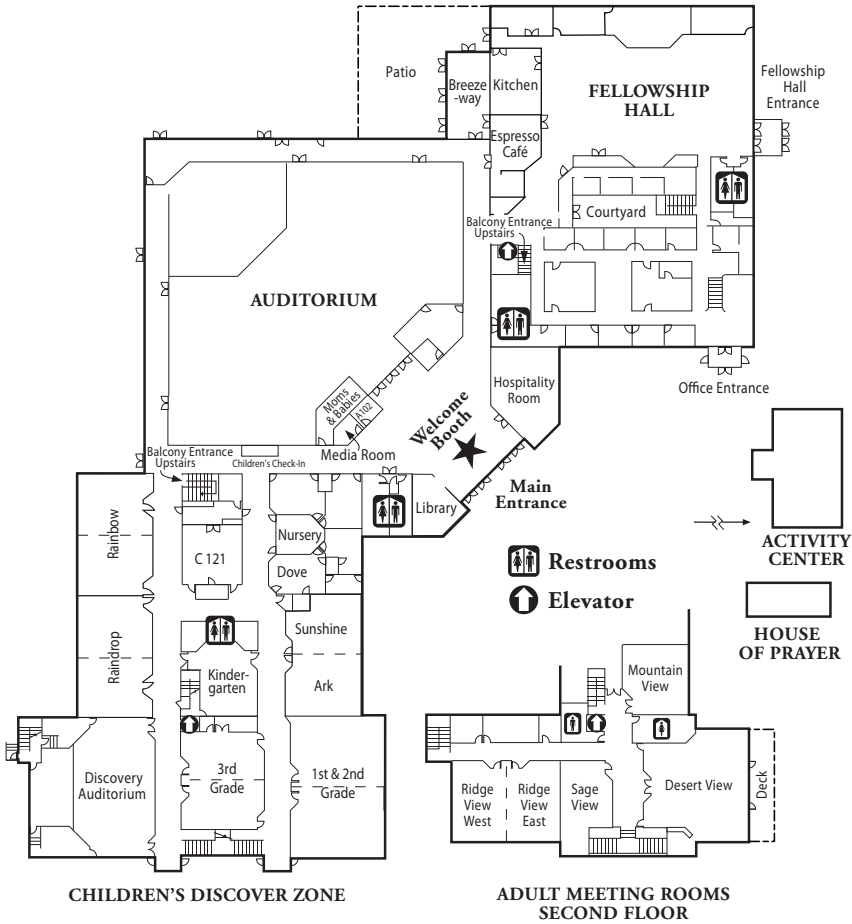 Patio
Breeze
-way
Kitchen
FELLOWSHIP
HALL
Fellowship
Hall
Entrance
Espresso
Café
Courtyard
Balcony Entrance
Upstairs
AUDITORIUM
Hospitality
Room
Office Entrance
Moms
& Babies
A102
Media Room
Welcome
Booth
Main
Entrance
Balcony Entrance
Upstairs
Children's Check-In
Library
Rainbow
C 121
Nursery
Dove
Restrooms
Elevator
ACTIVITY
CENTER
HOUSE
OF PRAYER
Raindrop
Sunshine
Kinder-
garten
Ark
Mountain
View
Discovery
Auditorium
3rd
Grade
1st & 2nd
Grade
Ridge
View
West
Ridge
View
East
Sage
View
Desert View
Deck
CHILDREN'S DISCOVER ZONE
ADULT MEETING ROOMS
SECOND FLOOR